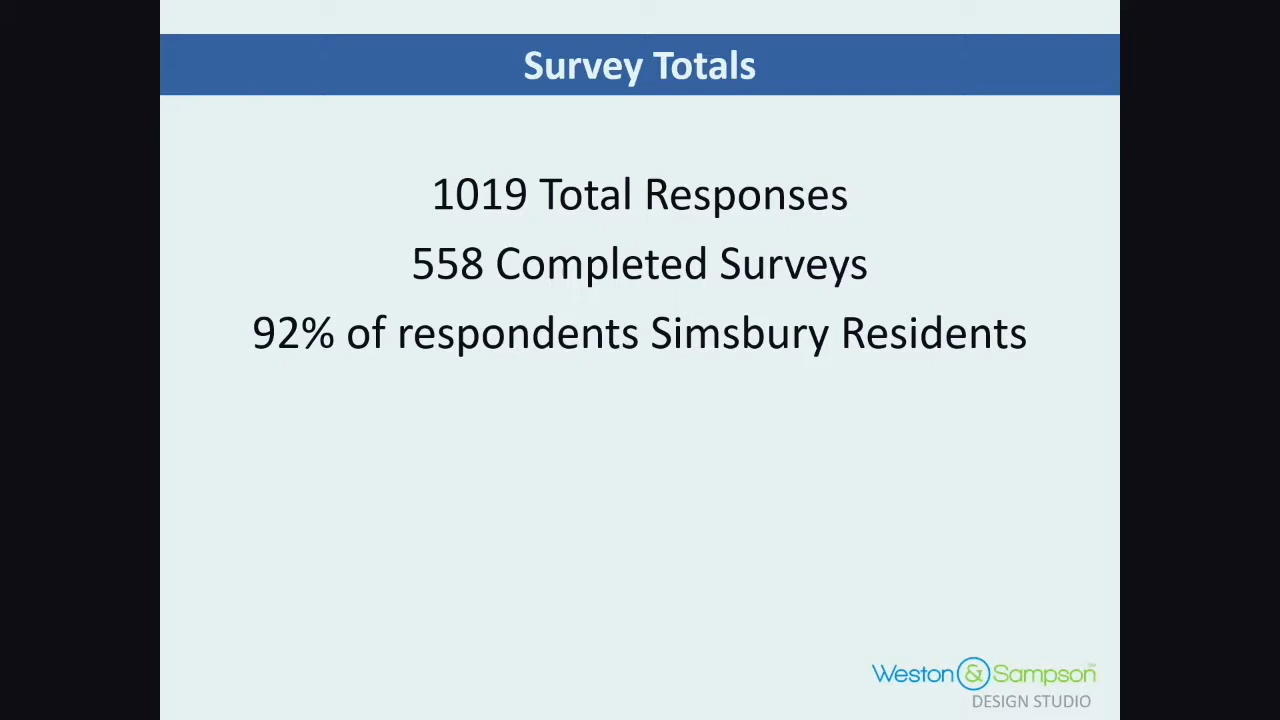 Survey Totals
1019 Total Responses
558 Completed Surveys
92% of respondents Simsbury Residents
Weston & Sampson
DESIGN STUDIO